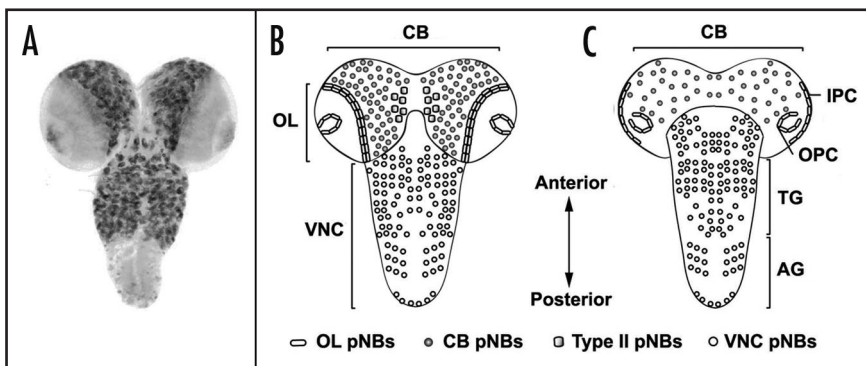 A
B
CB
C
CB
OL
IPC
OPC
Anterior
VNC
TG
AG
Posterior
OL pNBs
CB pNBs
Type II pNBs
VNC pNBs